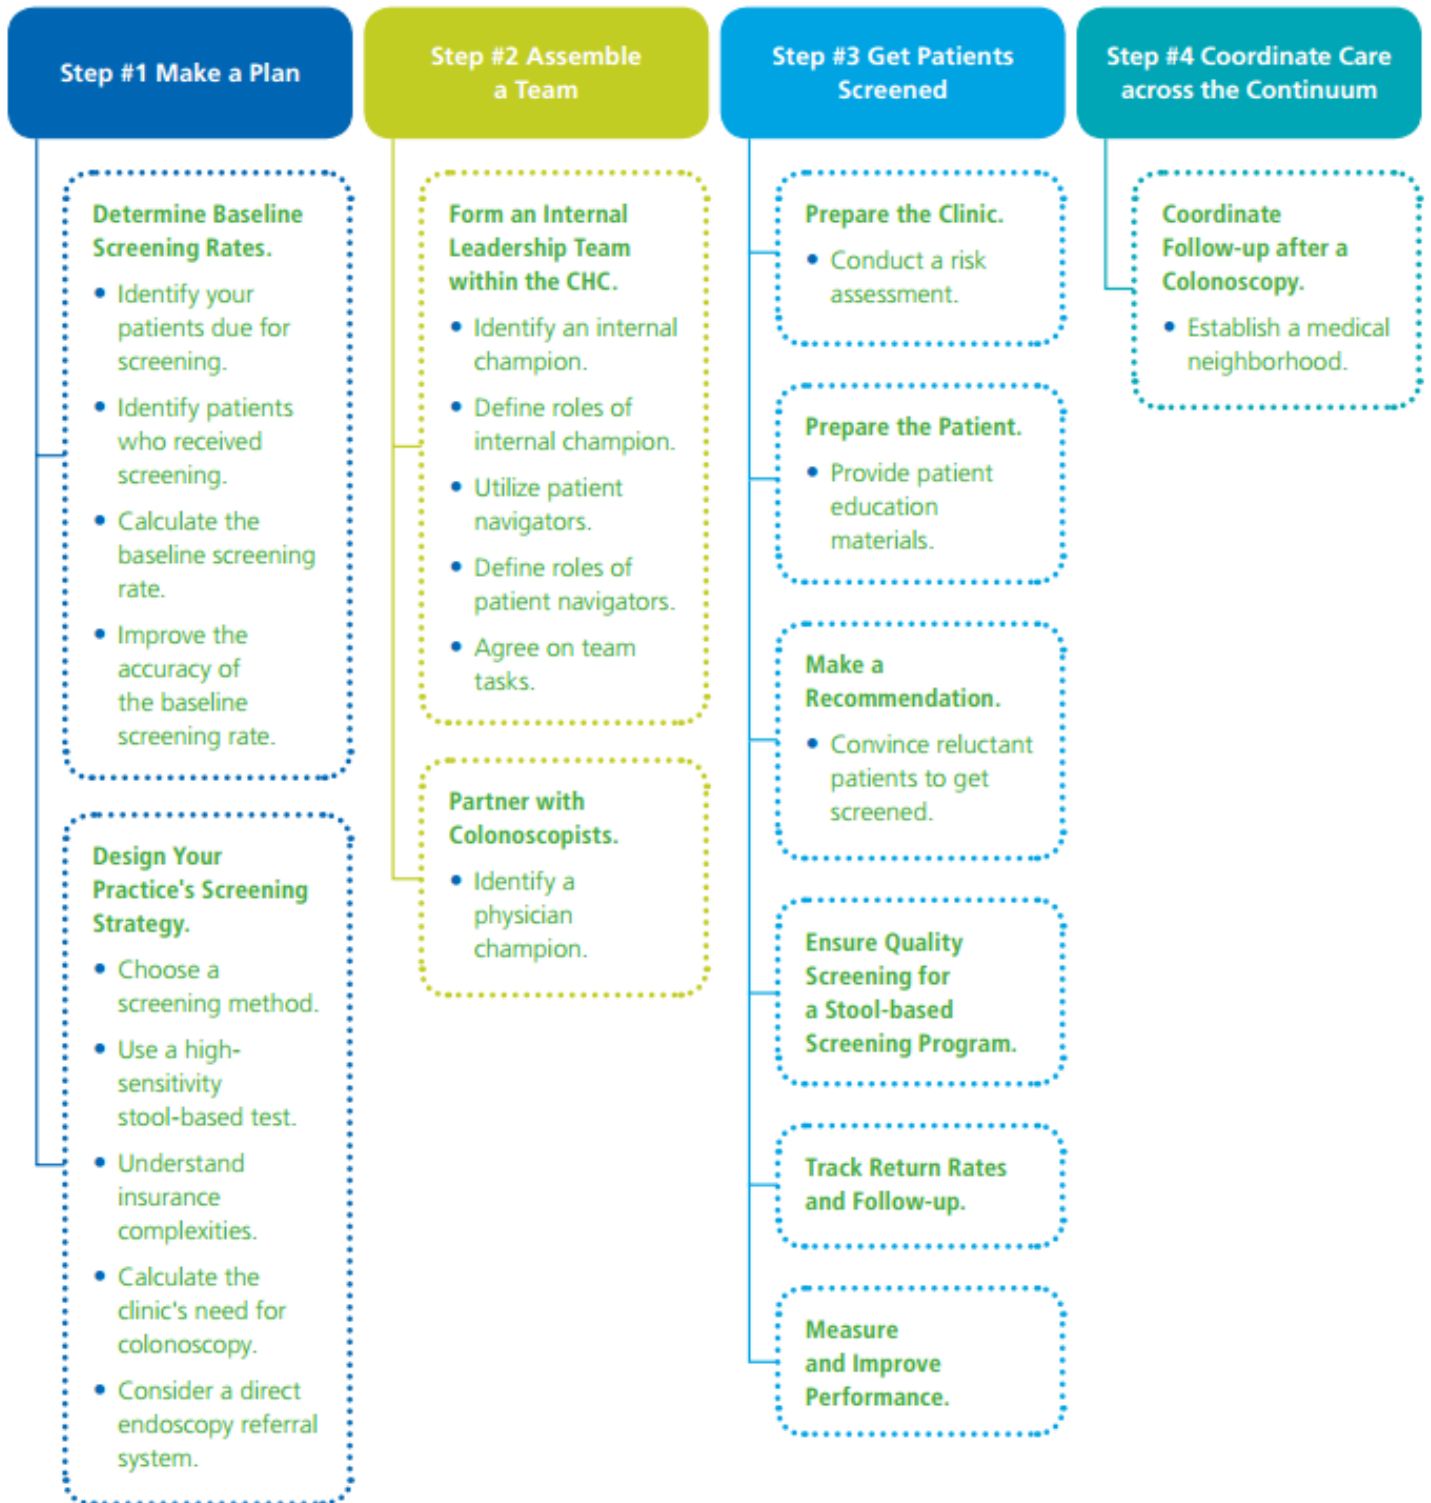 Step #1 Make a Plan
Determine Baseline
Screening Rates.
• Identify your
patients due for
screening.
• Identify patients
who received
screening.
• Calculate the
baseline screening
rate.
• Improve the
accuracy of
the baseline
screening rate.
Design Your
Practice's Screening
Strategy.
• Choose a
screening method.
• Use a high-
sensitivity
stool-based test.
• Understand
insurance
complexities.
• Calculate the
clinic's need for
colonoscopy.
• Consider a direct
endoscopy referral
system.
Step #2 Assemble
a Team
Form an Internal
Leadership Team
within the CHC.
• Identify an internal
champion.
• Define roles of
internal champion.
• Utilize patient
navigators.
• Define roles of
patient navigators.
• Agree on team
tasks.
Partner with
Colonoscopists.
• Identify a
physician
champion.
Step #3 Get Patients
Screened
Prepare the Clinic.
• Conduct a risk
assessment.
Prepare the Patient.
• Provide patient
education
materials.
Make a
Recommendation.
• Convince reluctant
patients to get
screened.
Ensure Quality
Screening for
a Stool-based
Screening Program.
Track Return Rates
and Follow-up.
Measure
and Improve
Performance.
Step #4 Coordinate Care
across the Continuum
Coordinate
Follow-up after a
Colonoscopy.
• Establish a medical
neighborhood.